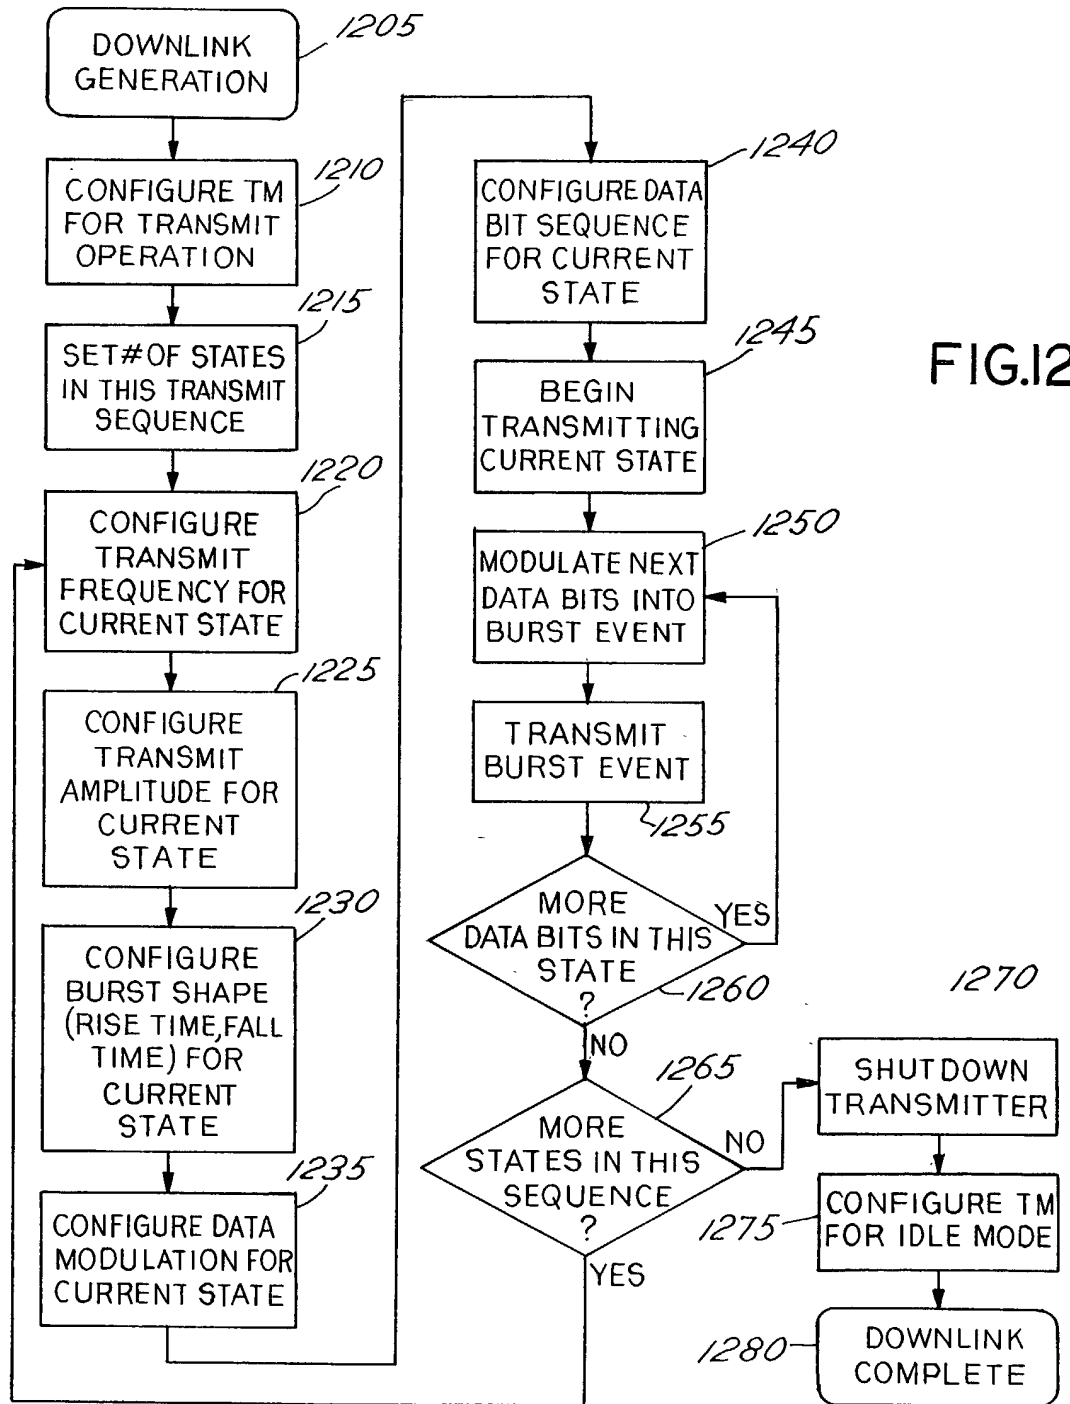 DOWNLINK
GENERATION
1205
CONFIGURE TM
FOR TRANSMIT
OPERATION
1210
SET # OF STATES
IN THIS TRANSMIT
SEQUENCE
1215
CONFIGURE
TRANSMIT
FREQUENCY FOR
CURRENT STATE
1220
CONFIGURE
TRANSMIT
AMPLITUDE FOR
CURRENT
STATE
1225
CONFIGURE
BURST SHAPE
(RISE TIME, FALL
TIME) FOR
CURRENT
STATE
1230
CONFIGURE DATA
MODULATION FOR
CURRENT STATE
1235
CONFIGURE DATA
BIT SEQUENCE
FOR CURRENT
STATE
1240
BEGIN
TRANSMITTING
CURRENT STATE
1245
MODULATE NEXT
DATA BITS INTO
BURST EVENT
1250
TRANSMIT
BURST EVENT
1255
MORE
DATA BITS IN THIS
STATE
?
YES
1260
NO
MORE
STATES IN THIS
SEQUENCE
?
1265
NO
YES
1270
SHUTDOWN
TRANSMITTER
CONFIGURE TM
FOR IDLE MODE
1275
DOWNLINK
COMPLETE
1280
FIG.12